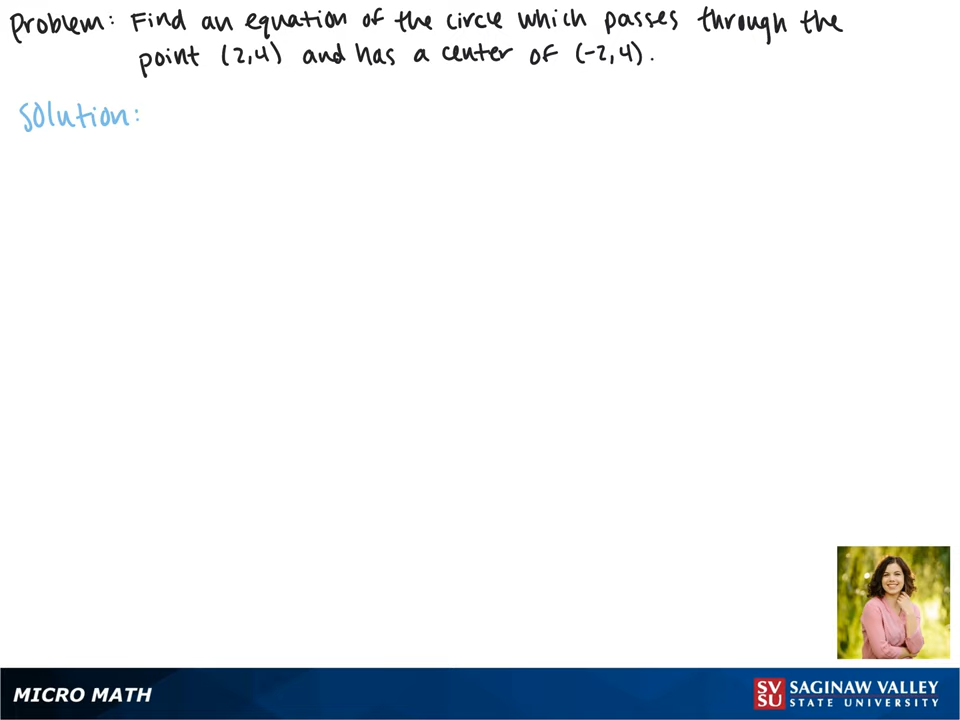 Problem: Find an equation of the circle which passes through the
point (2,4) and has a center of (-2,4).
Solution:
MICRO MATH
SV
SU
SAGINAW VALLEY
STATE UNIVERSITY